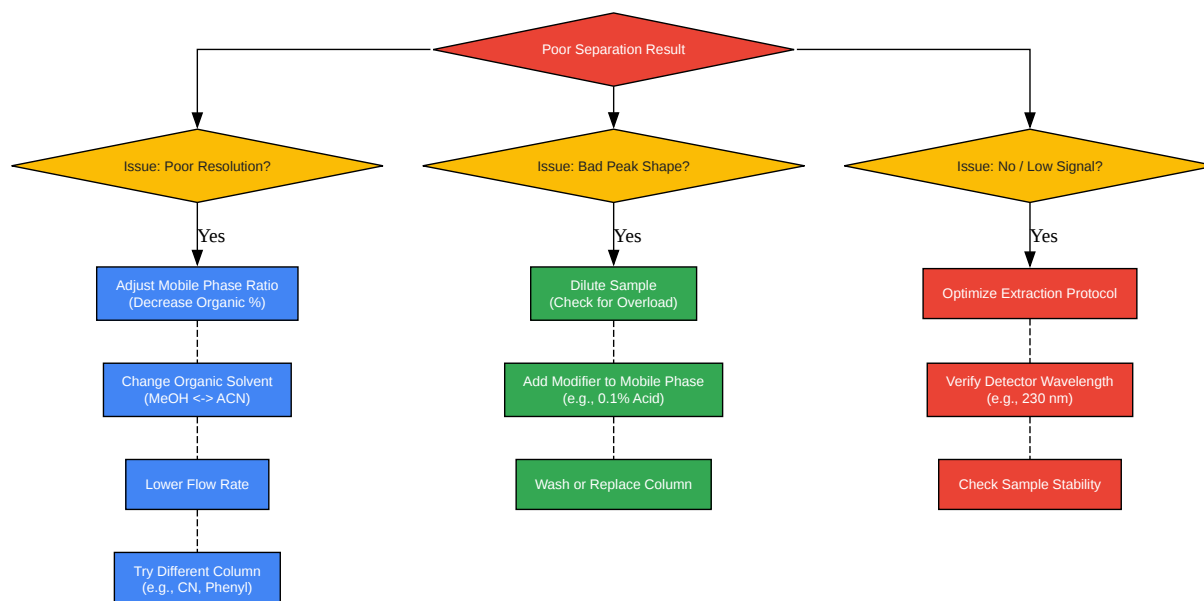 Poor Separation Result
Issue: Poor Resolution?
Issue: Bad Peak Shape?
Issue: No / Low Signal?
Yes
Yes
Yes
Adjust Mobile Phase Ratio
(Decrease Organic %)
Dilute Sample
(Check for Overload)
Optimize Extraction Protocol
Change Organic Solvent
(MeOH <-> ACN)
Add Modifier to Mobile Phase
(e.g., 0.1% Acid)
Verify Detector Wavelength
(e.g., 230 nm)
Lower Flow Rate
Wash or Replace Column
Check Sample Stability
Try Different Column
(e.g., CN, Phenyl)